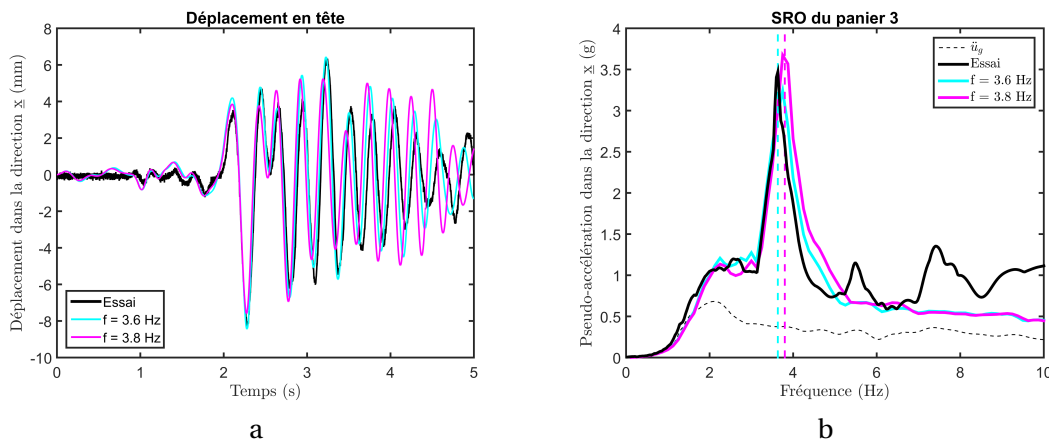 Déplacement en tête
8
6
4
2
0
-2
-4
-6
-8
-10
Déplacement dans la direction x (mm)
Essai
f = 3.6 Hz
f = 3.8 Hz
0 1 2 3 4 5
Temps (s)
a
SRO du panier 3
4
3.5
3
2.5
2
1.5
1
0.5
0
Pseudo-accélération dans la direction x (g)
ü_g
Essai
f = 3.6 Hz
f = 3.8 Hz
0 2 4 6 8 10
Fréquence (Hz)
b